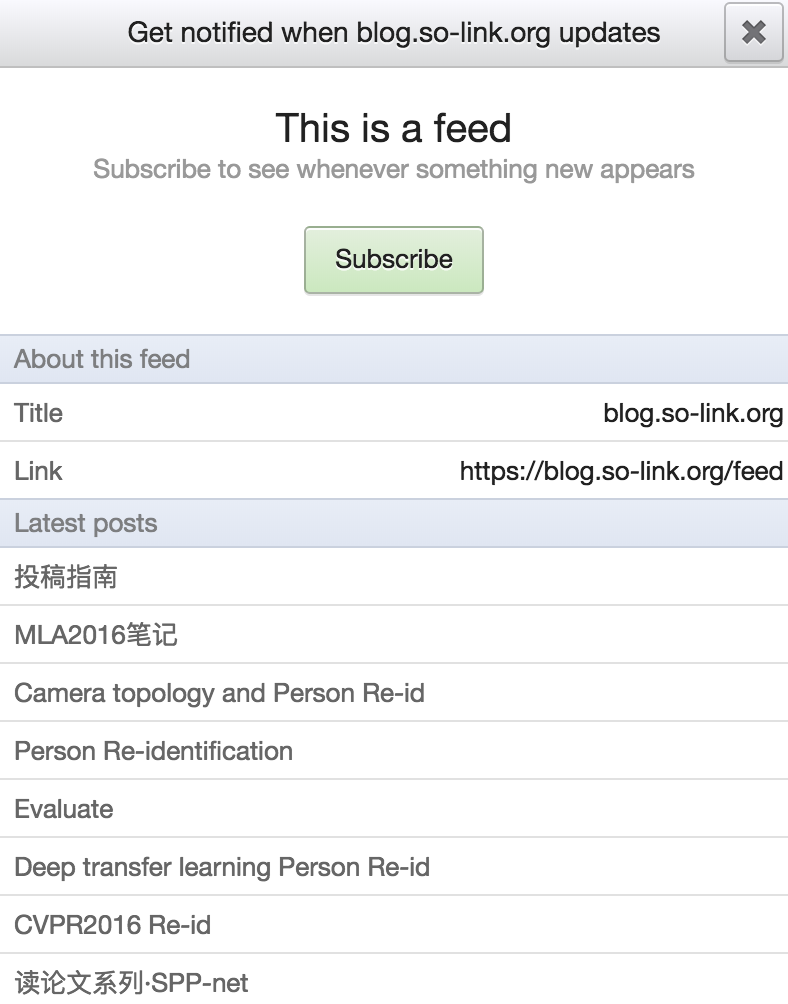 Get notified when blog.so-link.org updates
This is a feed
Subscribe to see whenever something new appears
Subscribe
About this feed
Title blog.so-link.org
Link https://blog.so-link.org/feed
Latest posts
投稿指南
MLA2016笔记
Camera topology and Person Re-id
Person Re-identification
Evaluate
Deep transfer learning Person Re-id
CVPR2016 Re-id
读论文系列·SPP-net